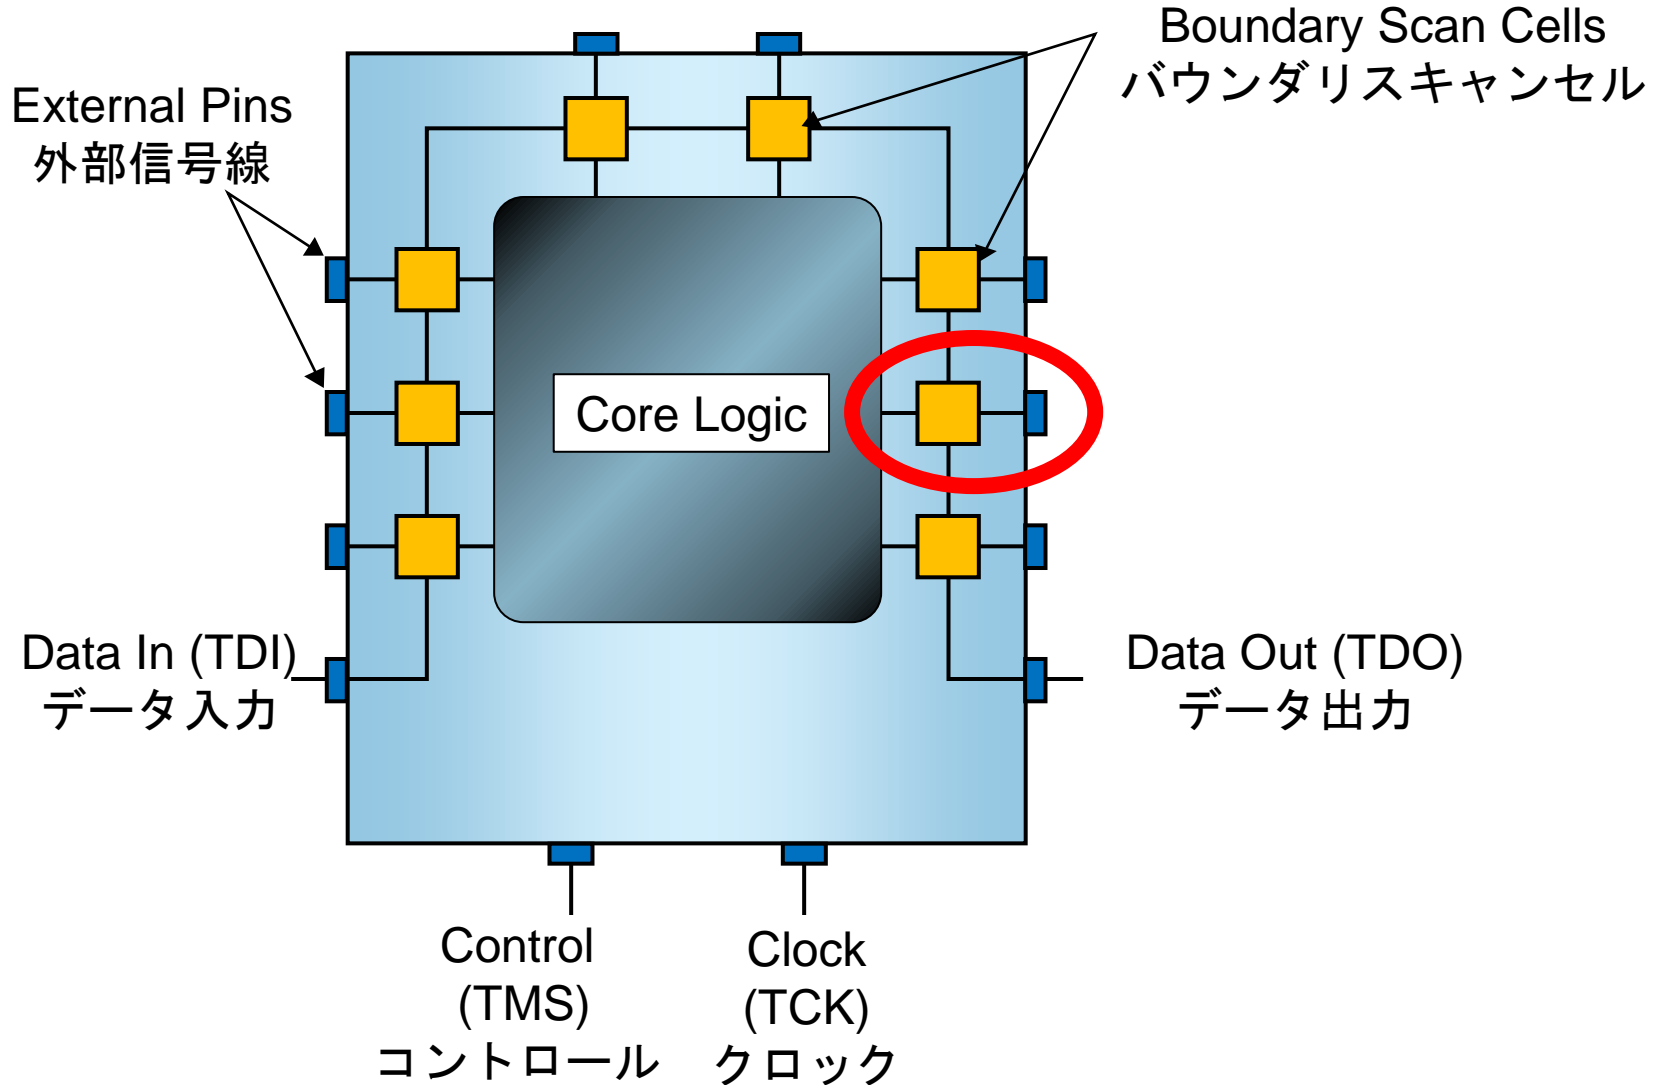 Boundary Scan Cells
バウンダリスキャンセル
External Pins
外部信号線
Core Logic
Data In (TDI)
データ入力
Data Out (TDO)
データ出力
Control
(TMS)
コントロール
Clock
(TCK)
クロック